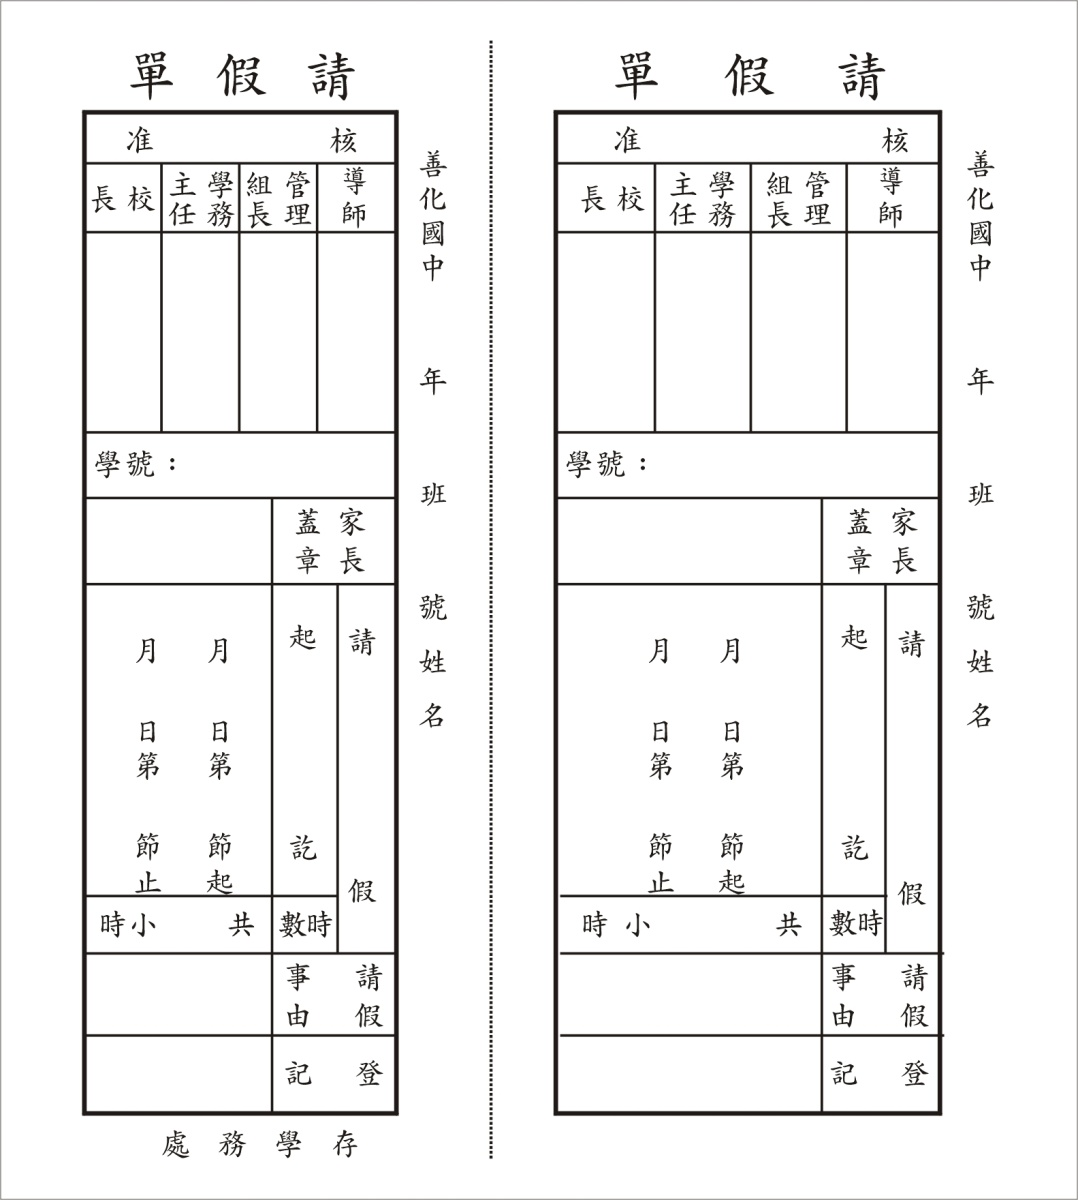 請假單
善化國中 年 班 號姓名
核准
導師
管理
組長
學務
主任
校長
學號：
家長
蓋章
請假
起訖
月 日第 節起
月 日第 節止
時數
共 小時
請假
事由
登記
請假單
善化國中 年 班 號姓名
核准
導師
管理
組長
學務
主任
校長
學號：
家長
蓋章
請假
起訖
月 日第 節起
月 日第 節止
時數
共 小時
請假
事由
登記
存學務處